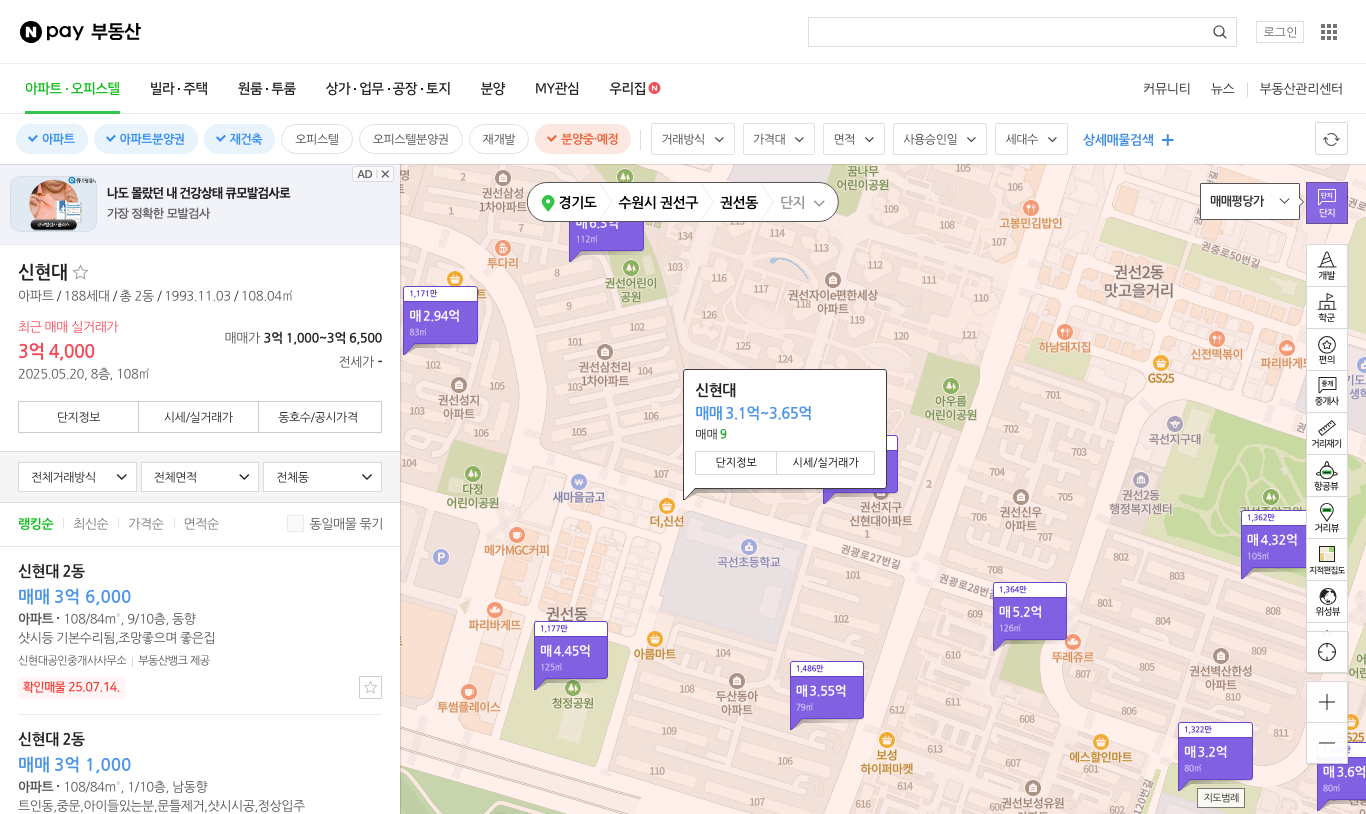 N pay 부동산
로그인
아파트 · 오피스텔
빌라 · 주택
원룸 · 투룸
상가 · 업무 · 공장 · 토지
분양
MY관심
우리집 N
커뮤니티
뉴스
부동산관리센터
아파트
아파트분양권
재건축
오피스텔
오피스텔분양권
재개발
분양중·예정
거래방식
가격대
면적
사용승인일
세대수
상세매물검색
AD
나도 몰랐던 내 건강상태 큐모발검사로
가장 정확한 모발검사
신현대
아파트 / 188세대 / 총 2동 / 1993.11.03 / 108.04㎡
최근 매매 실거래가
3억 4,000
2025.05.20, 8층, 108㎡
매매가 3억 1,000~3억 6,500
전세가 -
단지정보
시세/실거래가
동호수/공시가격
전체거래방식
전체면적
전체동
랭킹순
최신순
가격순
면적순
동일매물 묶기
신현대 2동
매매 3억 6,000
아파트 · 108/84m², 9/10층, 동향
샷시등 기본수리됨,조망좋으며 좋은집
신현대공인중개사사무소
부동산뱅크 제공
확인매물 25.07.14.
신현대 2동
매매 3억 1,000
아파트 · 108/84m², 1/10층, 남동향
트인동,중문,아이들있는분,문틀제거,샷시시공,정상입주
경기도
수원시 권선구
권선동
단지
매매평당가
단지
단지
개발
학군
편의
중개
중개사
거리재기
항공뷰
거리뷰
지적편집도
위성뷰
신현대
매매 3.1억~3.65억
매매 9
단지정보
시세/실거래가
112㎡
1,171만
매 2.94억
83㎡
1,177만
매 4.45억
125㎡
1,486만
매 3.55억
79㎡
1,364만
매 5.2억
126㎡
1,362만
매 4.32억
105㎡
1,322만
매 3.2억
80㎡
매 3.6억
80㎡
권선삼성
1차아파트
꿈나무
어린이공원
고봉민김밥인
투다리
권선어린이
공원
권선자이e편한세상
아파트
권선2동
맛고을거리
권중로50번길
하남돼지집
신전떡볶이
파리바게뜨
GS25
권선삼천리
1차아파트
권선성지
아파트
아우름
어린이공원
곡선지구대
다정
어린이공원
새마을금고
더,신선
권선지구
신현대아파트
권선신우
아파트
권선2동
행정복지센터
메가MGC커피
곡선초등학교
권광로27번길
권광로28번길
파리바게뜨
권선동
아름마트
청정공원
투썸플레이스
두산동아
아파트
뚜레쥬르
권선벽산한성
아파트
보성
하이퍼마켓
에스할인마트
권선보성유원
120번길
지도범례